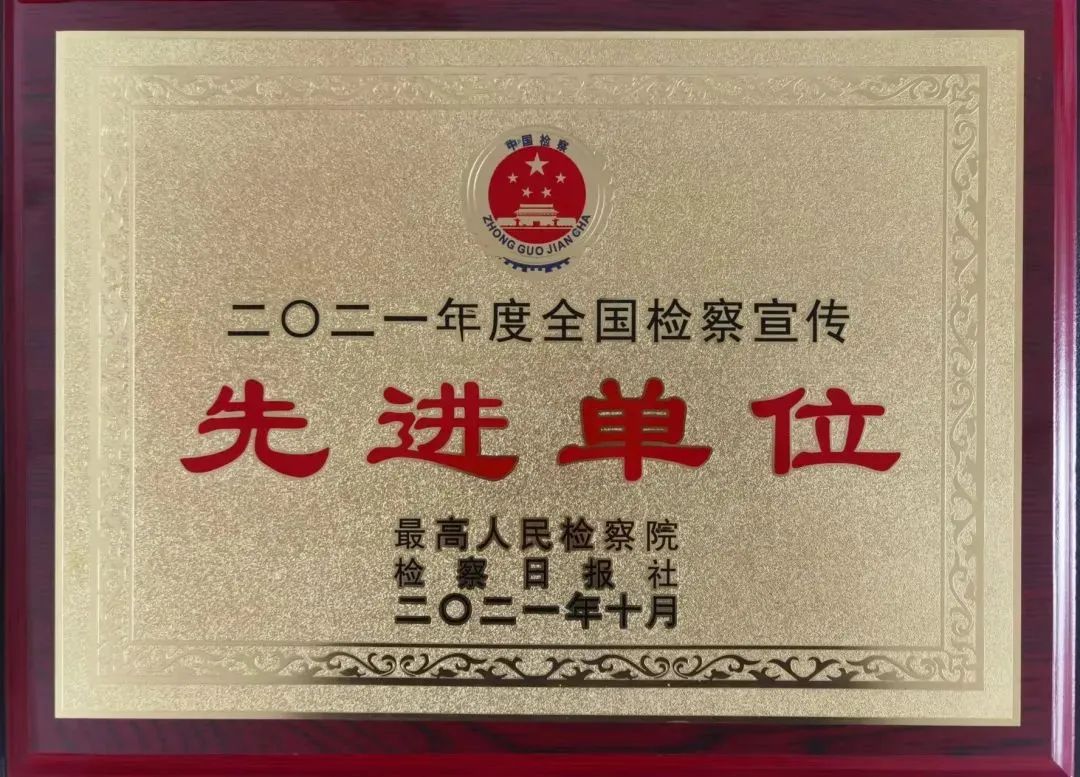 中国检察
ZHONG GUO JIAN CHA
二〇二一年度全国检察宣传
先进单位
最高人民检察院
检察日报社
二〇二一年十月